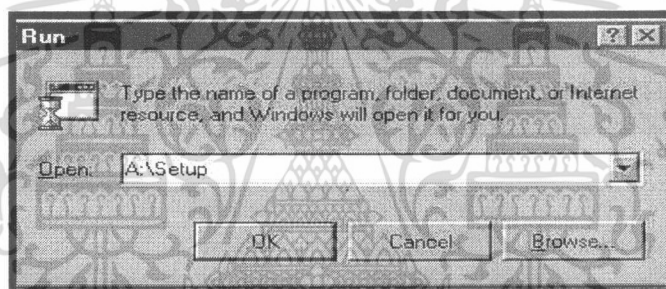 Run
Type the name of a program, folder, document, or Internet
resource, and Windows will open it for you.
Open: A:\Setup
OK Cancel Browse...